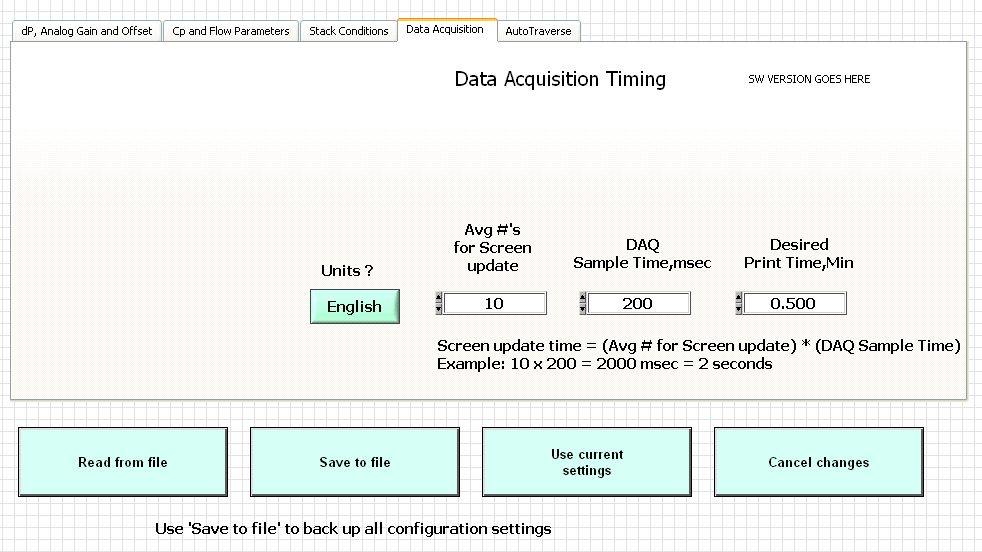 dP, Analog Gain and Offset Cp and Flow Parameters Stack Conditions Data Acquisition AutoTraverse
Data Acquisition Timing
SW VERSION GOES HERE
Units ?
English
Avg #'s
for Screen
update
10
DAQ
Sample Time,msec
200
Desired
Print Time,Min
0.500
Screen update time = (Avg # for Screen update) * (DAQ Sample Time)
Example: 10 x 200 = 2000 msec = 2 seconds
Read from file
Save to file
Use current
settings
Cancel changes
Use 'Save to file' to back up all configuration settings